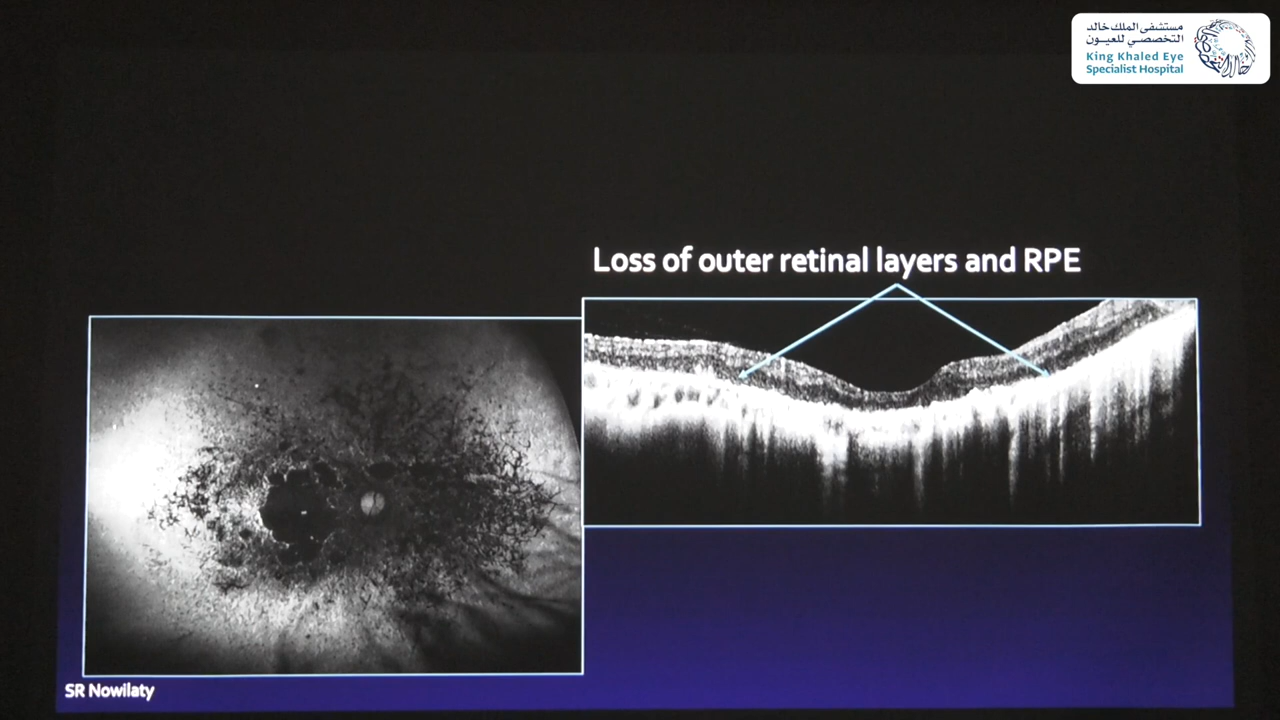 مستشفى الملك خالد
التخصصي للعيون
King Khaled Eye
Specialist Hospital
Loss of outer retinal layers and RPE
SR Nowilaty